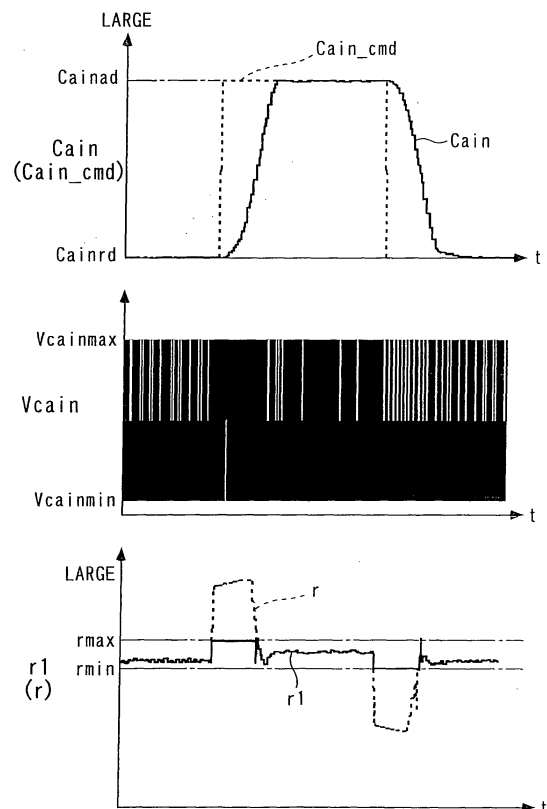 LARGE
Cain_cmd
Cainad
Cain
Cain
(Cain_cmd)
Cainrd
t
Vcainmax
Vcain
Vcainmin
t
LARGE
r
rmax
r1
(r)
rmin
r1
t